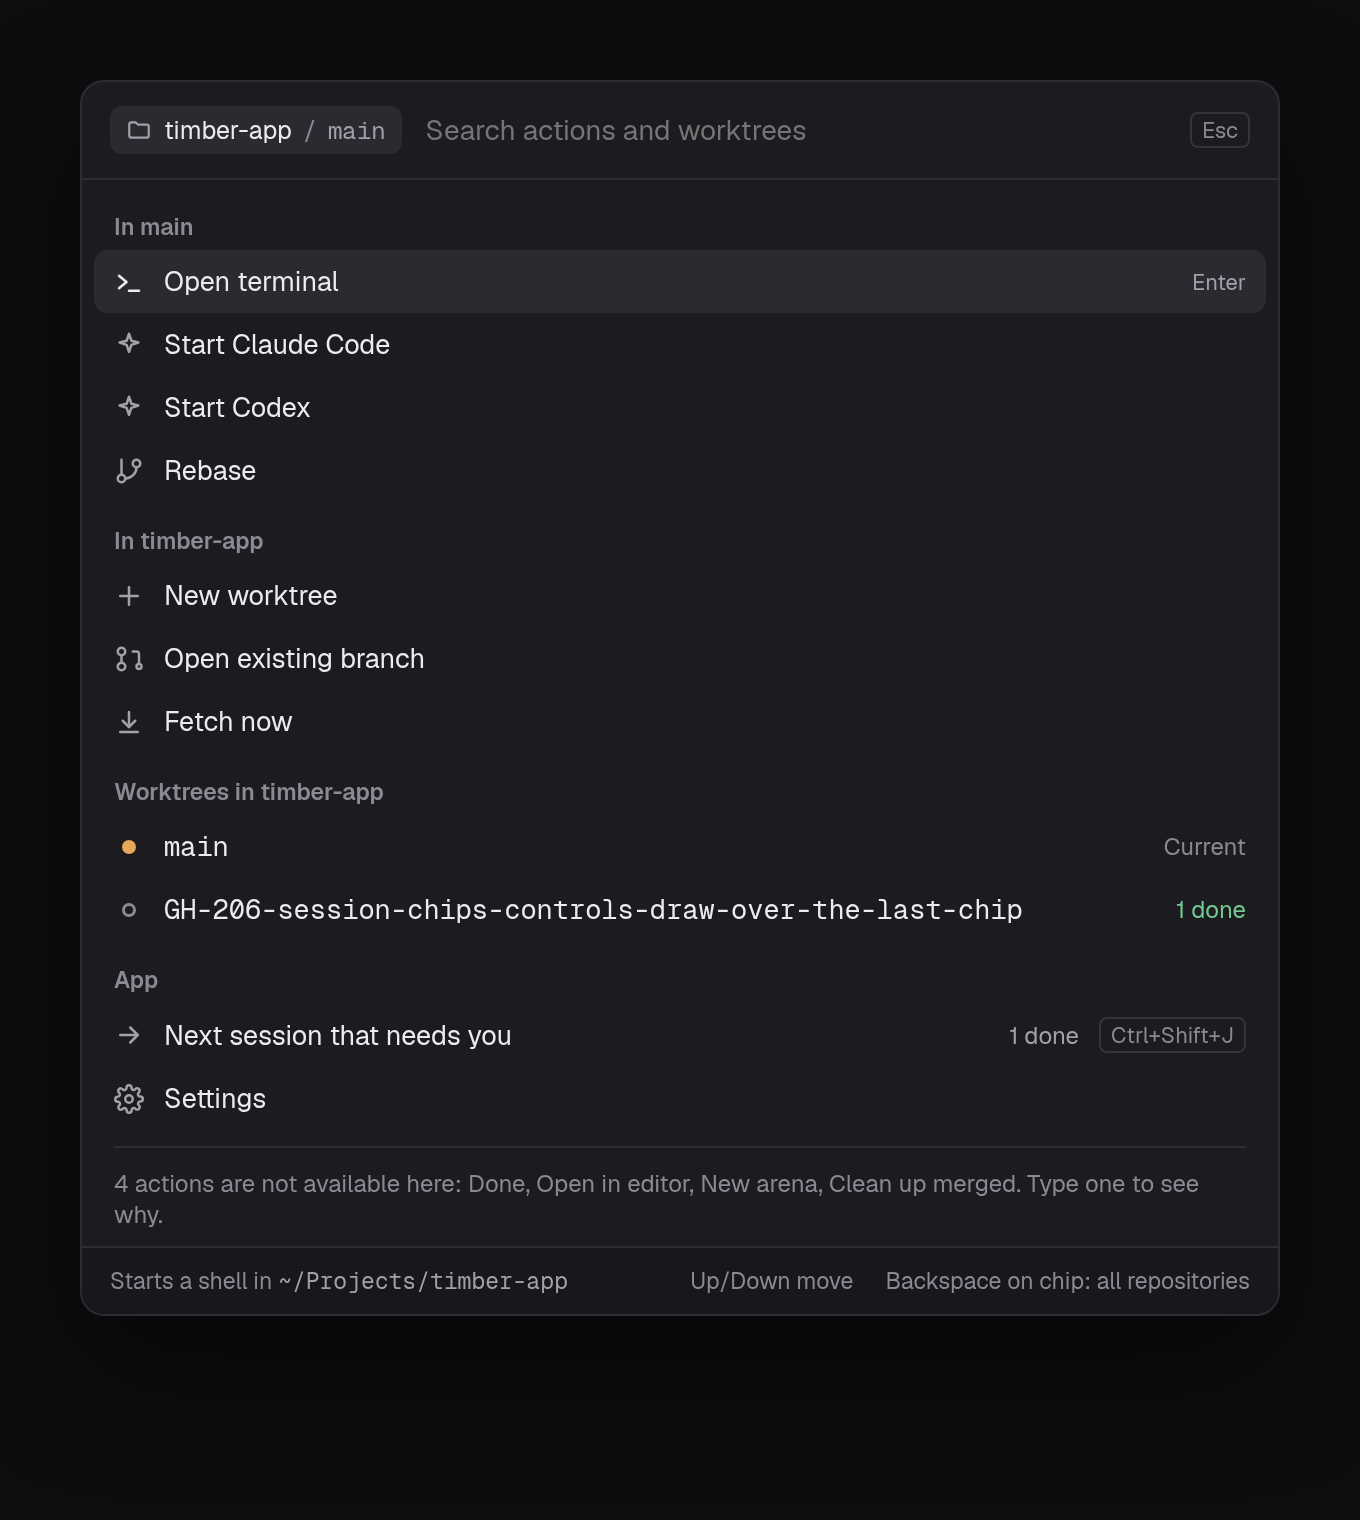 timber-app / main Search actions and worktrees Esc
In main
Open terminal Enter
Start Claude Code
Start Codex
Rebase
In timber-app
New worktree
Open existing branch
Fetch now
Worktrees in timber-app
main Current
GH-206-session-chips-controls-draw-over-the-last-chip 1 done
App
Next session that needs you 1 done Ctrl+Shift+J
Settings
4 actions are not available here: Done, Open in editor, New arena, Clean up merged. Type one to see
why.
Starts a shell in ~/Projects/timber-app Up/Down move Backspace on chip: all repositories